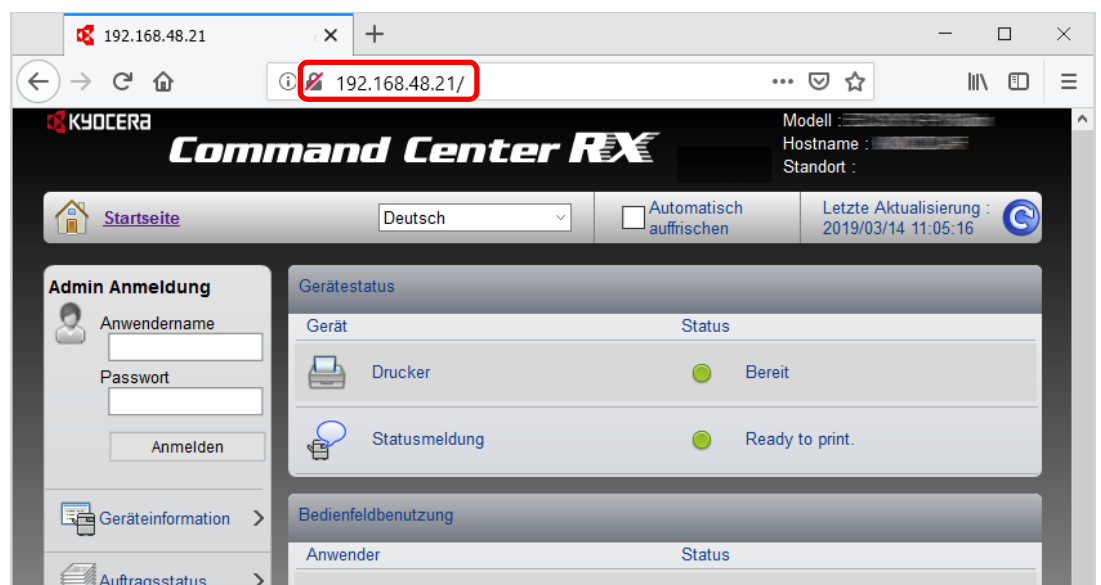 192.168.48.21
192.168.48.21/
KYOCERA
Command Center RX
Modell :
Hostname :
Standort :
Startseite
Deutsch
Automatisch
auffrischen
Letzte Aktualisierung :
2019/03/14 11:05:16
Admin Anmeldung
Anwendername
Passwort
Anmelden
Geräteinformation
Auftragsstatus
Gerätestatus
Gerät Status
Drucker Bereit
Statusmeldung Ready to print.
Bedienfeldbenutzung
Anwender Status